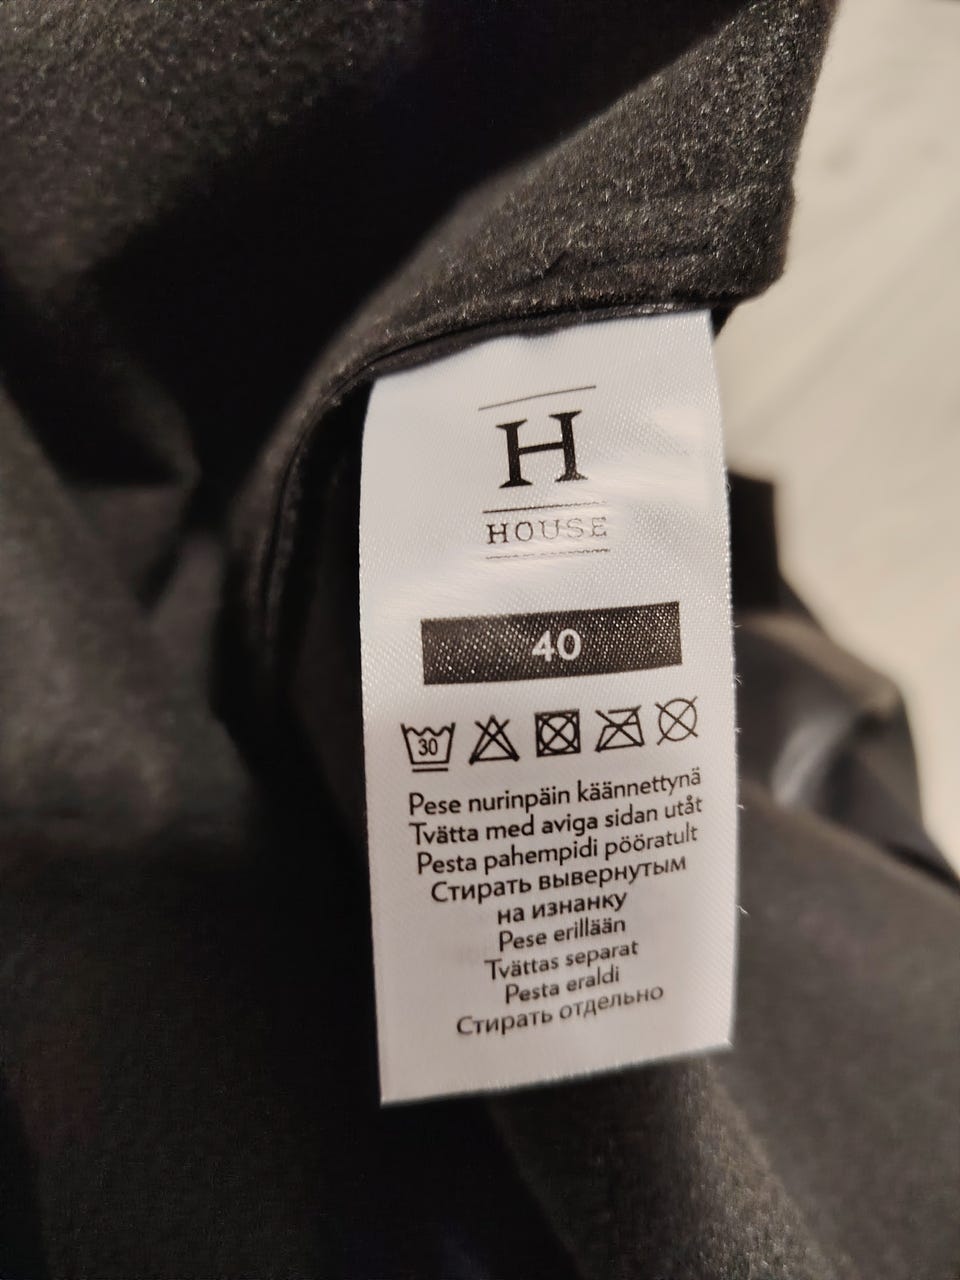 H
HOUSE
40
30
Pese nurinpäin käännettynä
Tvätta med aviga sidan utåt
Pesta pahempidi pööratult
Стирать вывернутым
на изнанку
Pese erillään
Tvättas separat
Pesta eraldi
Стирать отдельно